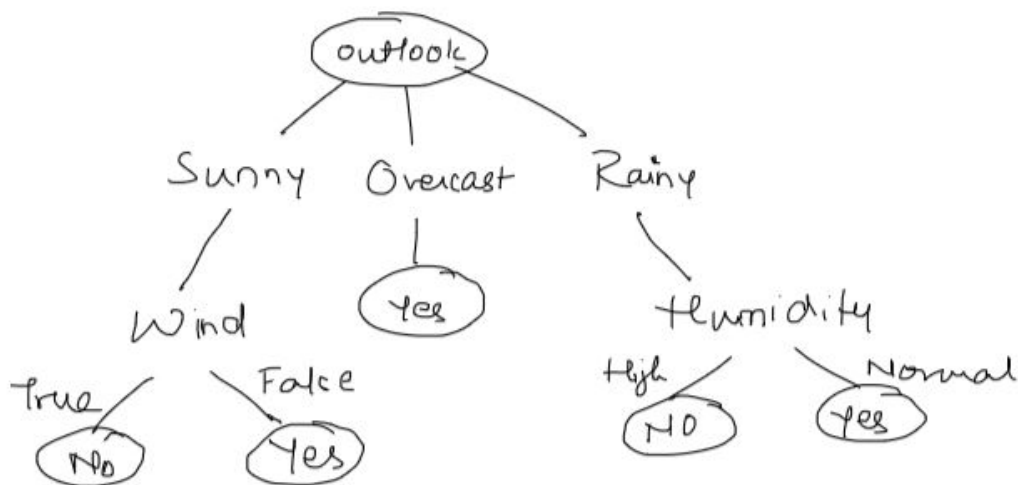 outlook
Sunny Overcast Rainy
Yes
Wind Humidity
True False High Normal
No Yes NO yes